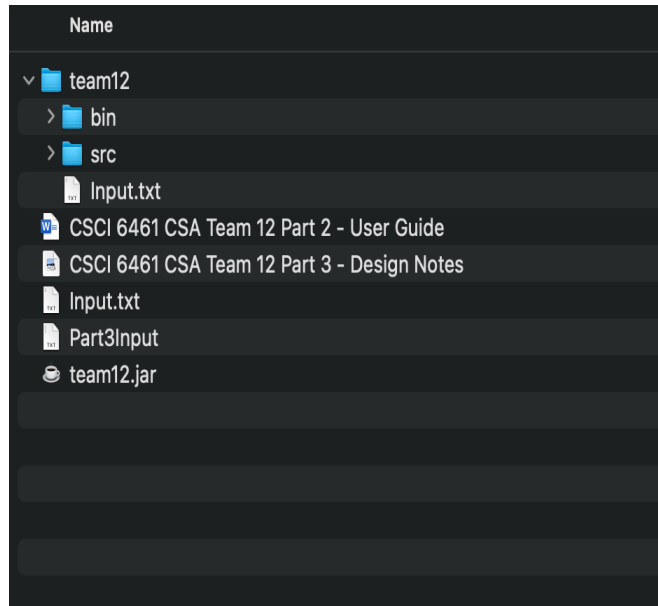 Name
team12
bin
src
Input.txt
CSCI 6461 CSA Team 12 Part 2 - User Guide
CSCI 6461 CSA Team 12 Part 3 - Design Notes
Input.txt
Part3Input
team12.jar